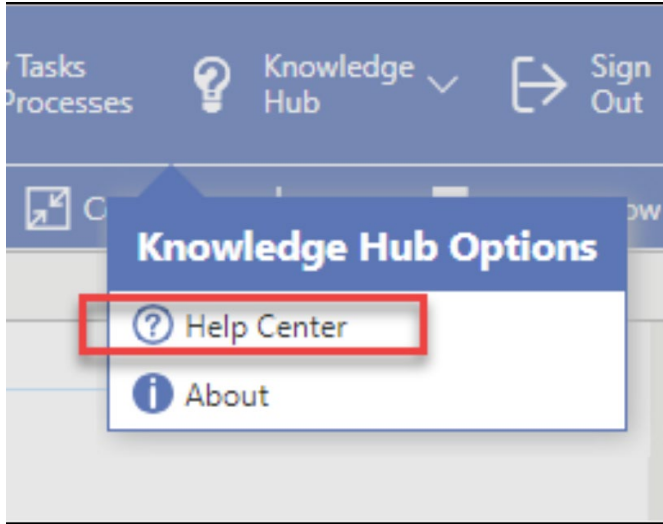 Tasks
Processes
Knowledge
Hub
Sign
Out
Knowledge Hub Options
Help Center
About